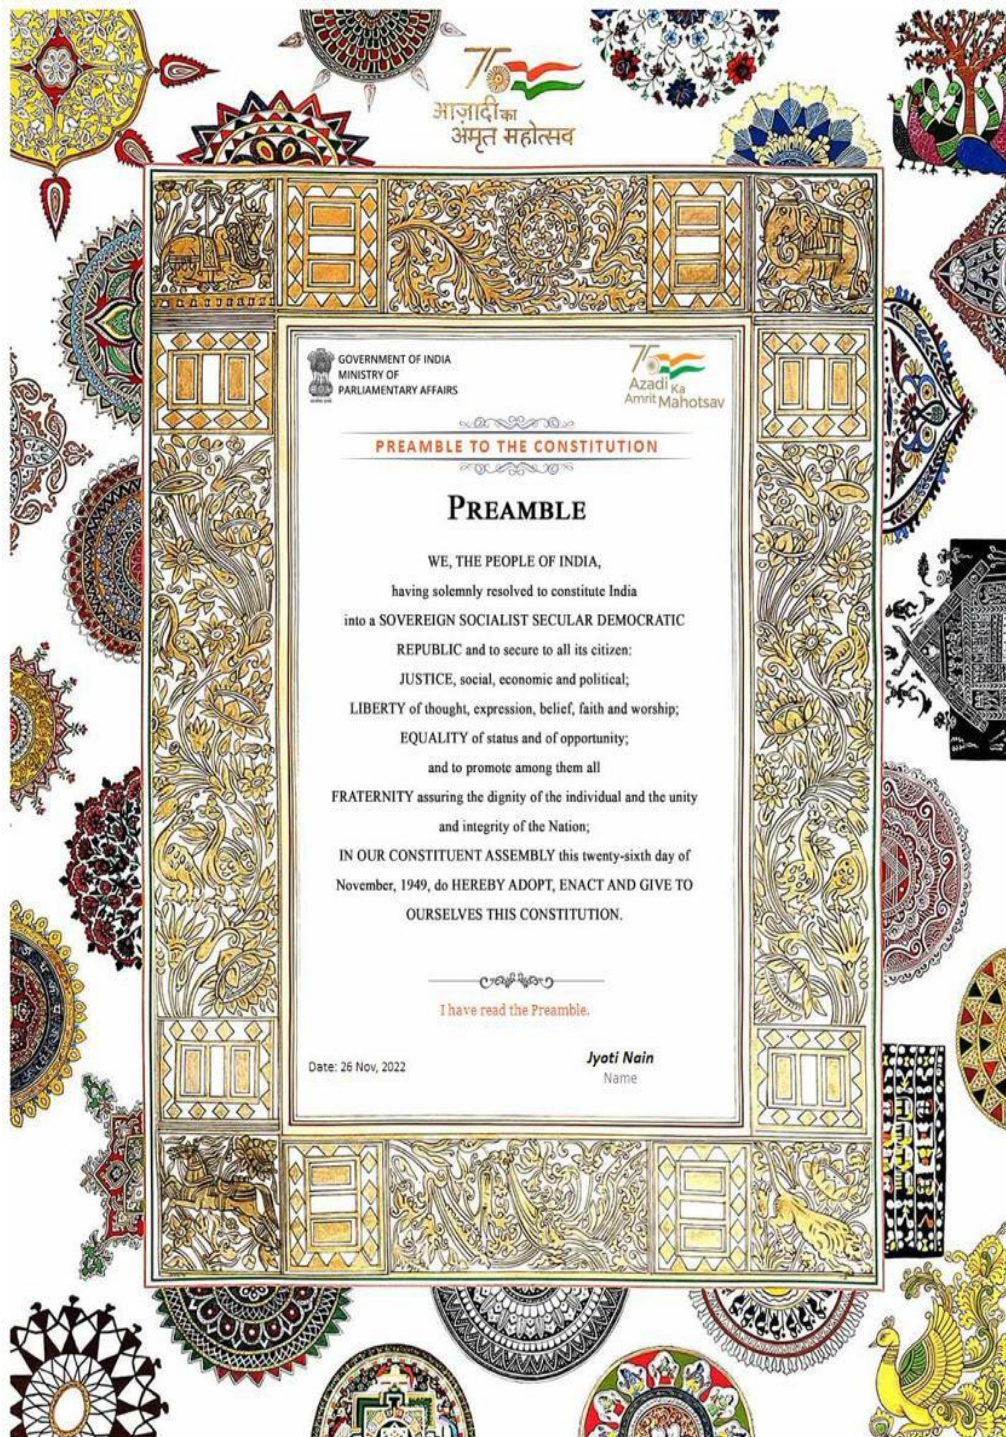 75
आज़ादी का
अमृत महोत्सव
GOVERNMENT OF INDIA
MINISTRY OF
PARLIAMENTARY AFFAIRS
75
Azadi Ka
Amrit Mahotsav
PREAMBLE TO THE CONSTITUTION
PREAMBLE
WE, THE PEOPLE OF INDIA,
having solemnly resolved to constitute India
into a SOVEREIGN SOCIALIST SECULAR DEMOCRATIC
REPUBLIC and to secure to all its citizen:
JUSTICE, social, economic and political;
LIBERTY of thought, expression, belief, faith and worship;
EQUALITY of status and of opportunity;
and to promote among them all
FRATERNITY assuring the dignity of the individual and the unity
and integrity of the Nation;
IN OUR CONSTITUENT ASSEMBLY this twenty-sixth day of
November, 1949, do HEREBY ADOPT, ENACT AND GIVE TO
OURSELVES THIS CONSTITUTION.
I have read the Preamble.
Date: 26 Nov, 2022
Jyoti Nain
Name